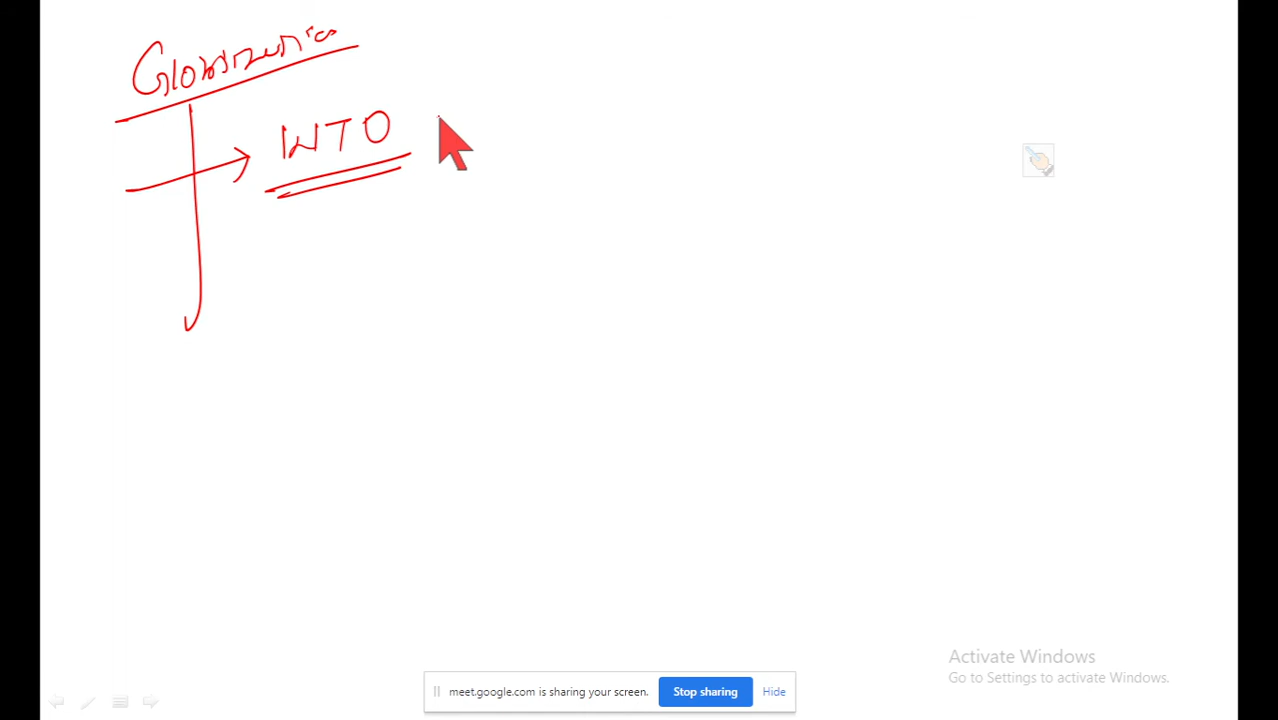 Globalization
WTO
Activate Windows
Go to Settings to activate Windows.
meet.google.com is sharing your screen. Stop sharing Hide